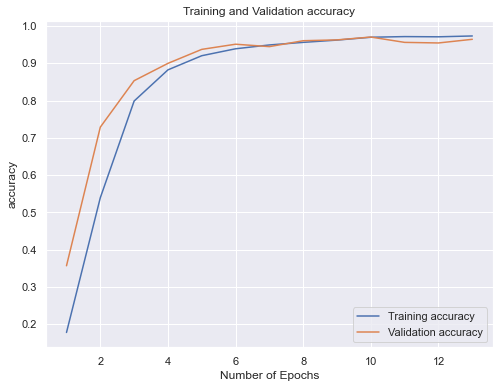 Training and Validation accuracy
1.0
0.9
0.8
0.7
0.6
0.5
0.4
0.3
0.2
accuracy
Training accuracy
Validation accuracy
2 4 6 8 10 12
Number of Epochs